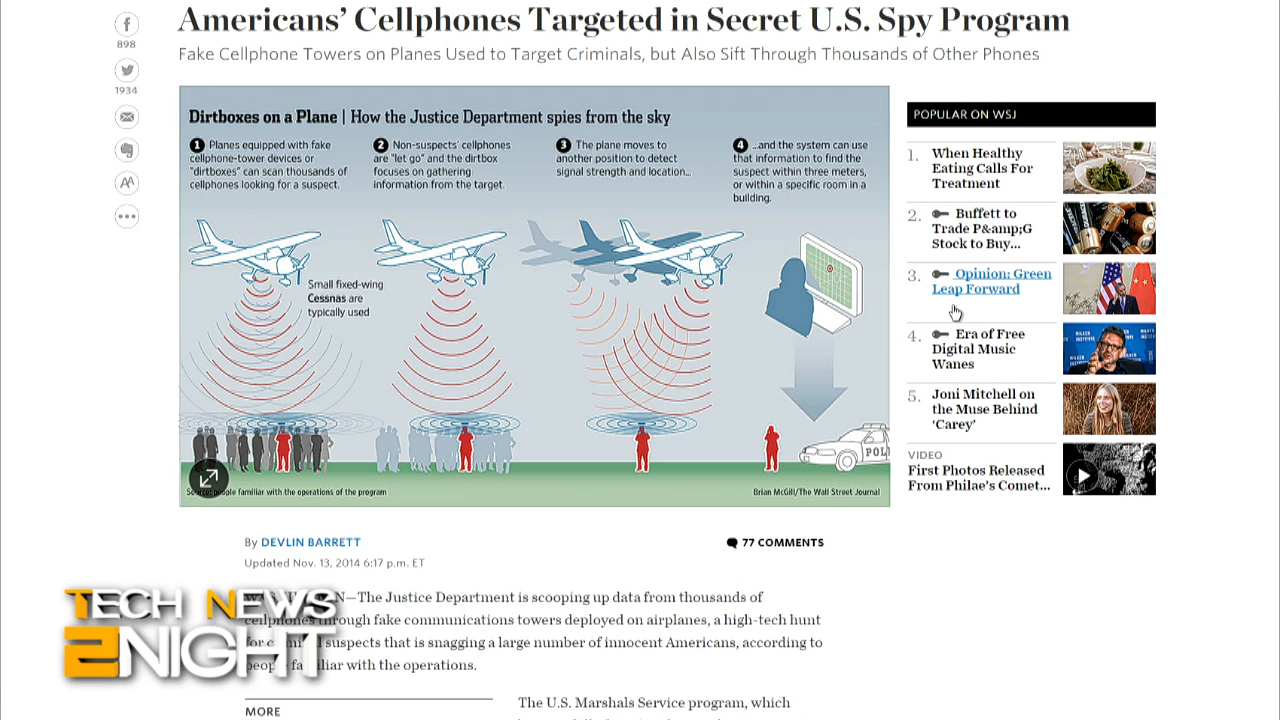 Americans' Cellphones Targeted in Secret U.S. Spy Program
Fake Cellphone Towers on Planes Used to Target Criminals, but Also Sift Through Thousands of Other Phones
898
1934
Dirtboxes on a Plane | How the Justice Department spies from the sky
1 Planes equipped with fake
cellphone-tower devices or
"dirtboxes" can scan thousands of
cellphones looking for a suspect.
2 Non-suspects' cellphones
are "let go" and the dirtbox
focuses on gathering
information from the target.
3 The plane moves to
another position to detect
signal strength and location...
4 ...and the system can use
that information to find the
suspect within three meters,
or within a specific room in a
building.
Small fixed-wing
Cessnas are
typically used
POLI
people familiar with the operations of the program
Brian McGill/The Wall Street Journal
POPULAR ON WSJ
1. When Healthy
Eating Calls For
Treatment
2. Buffett to
Trade P&amp;G
Stock to Buy...
3. Opinion: Green
Leap Forward
4. Era of Free
Digital Music
Wanes
5. Joni Mitchell on
the Muse Behind
'Carey'
VIDEO
First Photos Released
From Philae's Comet...
By DEVLIN BARRETT
77 COMMENTS
Updated Nov. 13, 2014 6:17 p.m. ET
—The Justice Department is scooping up data from thousands of
cellphones through fake communications towers deployed on airplanes, a high-tech hunt
for criminal suspects that is snagging a large number of innocent Americans, according to
people familiar with the operations.
MORE
The U.S. Marshals Service program, which
TECH NEWS
2NIGHT